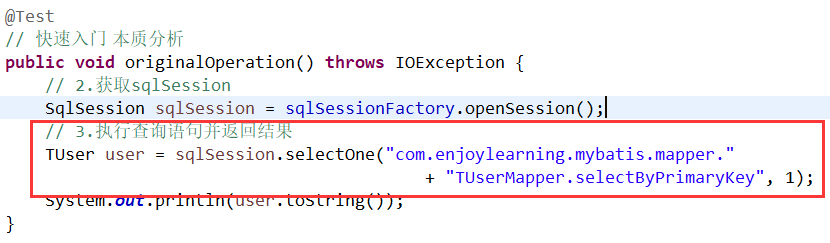 @Test
// 快速入门 本质分析
public void originalOperation() throws IOException {
// 2.获取sqlSession
SqlSession sqlSession = sqlSessionFactory.openSession();
// 3.执行查询语句并返回结果
TUser user = sqlSession.selectOne("com.enjoylearning.mybatis.mapper."
+ "TUserMapper.selectByPrimaryKey", 1);
System.out.println(user.toString());
}